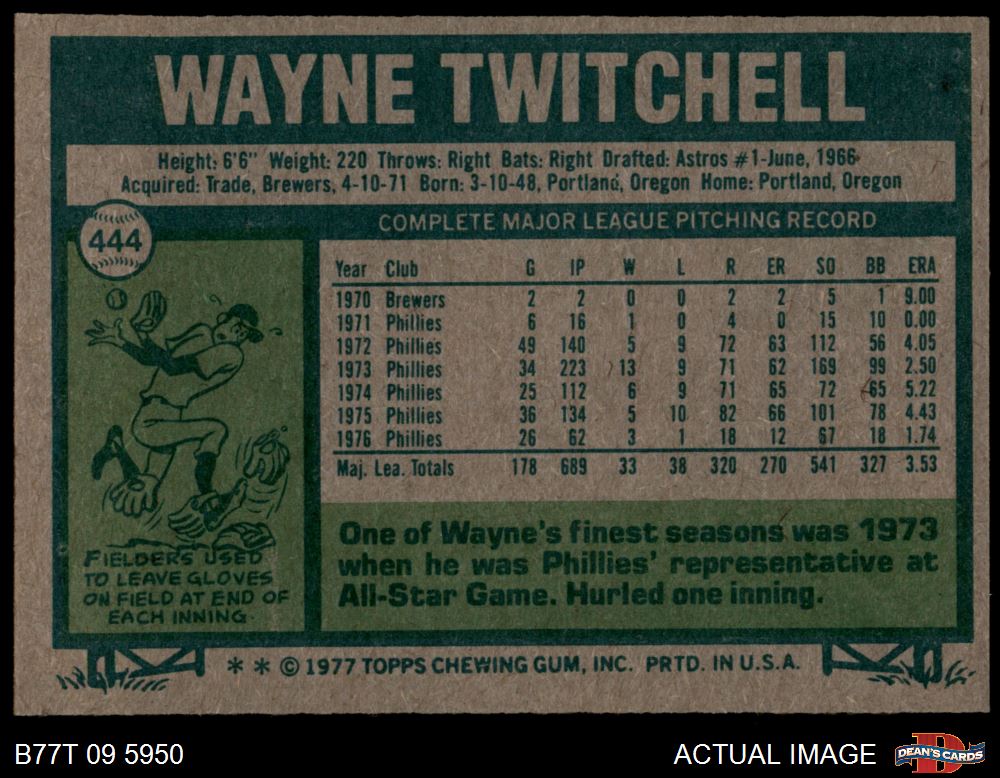 WAYNE TWITCHELL
Height: 6'6" Weight: 220 Throws: Right Bats: Right Drafted: Astros #1-June, 1966
Acquired: Trade, Brewers, 4-10-71 Born: 3-10-48, Portland, Oregon Home: Portland, Oregon
444
COMPLETE MAJOR LEAGUE PITCHING RECORD
Year Club G IP W L R ER SO BB ERA
1970 Brewers 2 2 0 0 2 2 5 1 9.00
1971 Phillies 6 16 1 0 4 0 15 10 0.00
1972 Phillies 49 140 5 9 72 63 112 56 4.05
1973 Phillies 34 223 13 9 71 62 169 99 2.50
1974 Phillies 25 112 6 9 71 65 72 65 5.22
1975 Phillies 36 134 5 10 82 66 101 78 4.43
1976 Phillies 26 62 3 1 18 12 67 18 1.74
Maj. Lea. Totals 178 689 33 38 320 270 541 327 3.53
FIELDERS USED
TO LEAVE GLOVES
ON FIELD AT END OF
EACH INNING.
One of Wayne's finest seasons was 1973
when he was Phillies' representative at
All-Star Game. Hurled one inning.
* * © 1977 TOPPS CHEWING GUM, INC. PRTD. IN U.S.A.
B77T 09 5950
ACTUAL IMAGE
D
DEAN'S CARDS